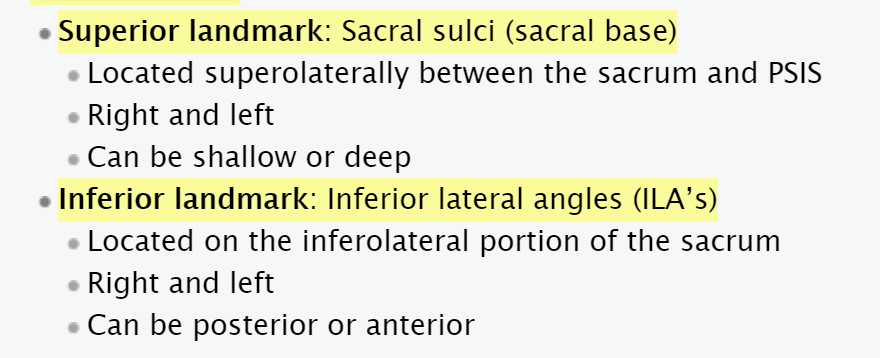 Superior landmark: Sacral sulci (sacral base)
Located superolaterally between the sacrum and PSIS
Right and left
Can be shallow or deep
Inferior landmark: Inferior lateral angles (ILA’s)
Located on the inferolateral portion of the sacrum
Right and left
Can be posterior or anterior